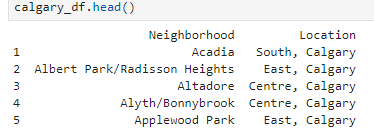 calgary_df.head()
Neighborhood Location
1 Acadia South, Calgary
2 Albert Park/Radisson Heights East, Calgary
3 Altadore Centre, Calgary
4 Alyth/Bonnybrook Centre, Calgary
5 Applewood Park East, Calgary